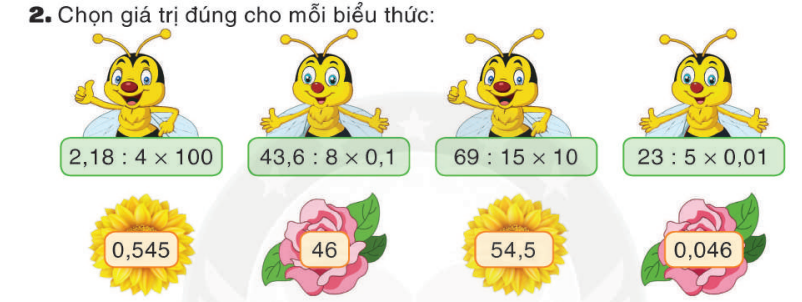 2. Chọn giá trị đúng cho mỗi biểu thức:
2,18 : 4 × 100
43,6 : 8 × 0,1
69 : 15 × 10
23 : 5 × 0,01
0,545
46
54,5
0,046